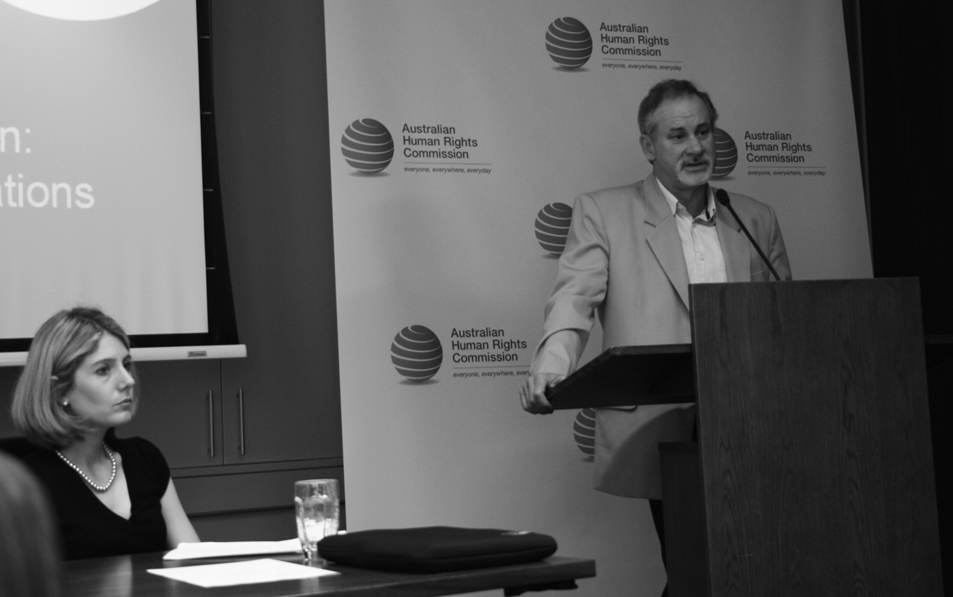 n:
ations
Australian
Human Rights
Commission
everyone, everywhere, everyday
Australian
Human Rights
Commission
everyone, everywhere, everyday
Australian
Human Rights
Commission
everyone, everywhere, everyday
Australian
Human Rights
Commission
everyone, everywhere, every